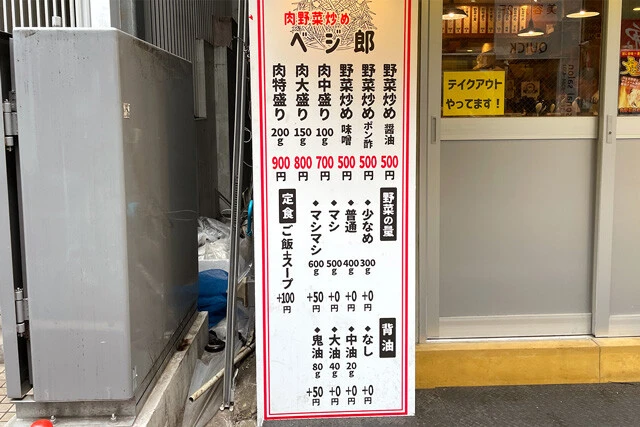 肉野菜炒め
ベジ郎
野菜炒め 醤油 500円
野菜炒め ポン酢 500円
野菜炒め 味噌 500円
肉中盛り 100g 700円
肉大盛り 150g 800円
肉特盛り 200g 900円
野菜の量
◆少なめ 300g +0円
◆普通 400g +0円
◆マシ 500g +0円
◆マシマシ 600g +50円
定食 ご飯+スープ +100円
背油
◆なし +0円
◆中油 20g +0円
◆大油 40g +0円
◆鬼油 80g +50円
QUICK
テイクアウト
やってます!